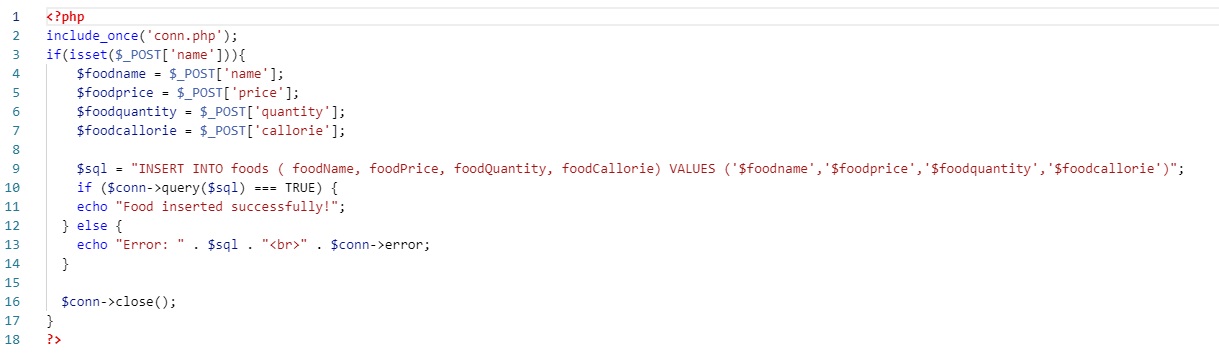 1 <?php
2 include_once('conn.php');
3 if(isset($_POST['name'])){
4     $foodname = $_POST['name'];
5     $foodprice = $_POST['price'];
6     $foodquantity = $_POST['quantity'];
7     $foodcallorie = $_POST['callorie'];
8
9     $sql = "INSERT INTO foods ( foodName, foodPrice, foodQuantity, foodCallorie) VALUES ('$foodname','$foodprice','$foodquantity','$foodcallorie')";
10     if ($conn->query($sql) === TRUE) {
11     echo "Food inserted successfully!";
12   } else {
13     echo "Error: " . $sql . "<br>" . $conn->error;
14   }
15
16   $conn->close();
17 }
18 ?>